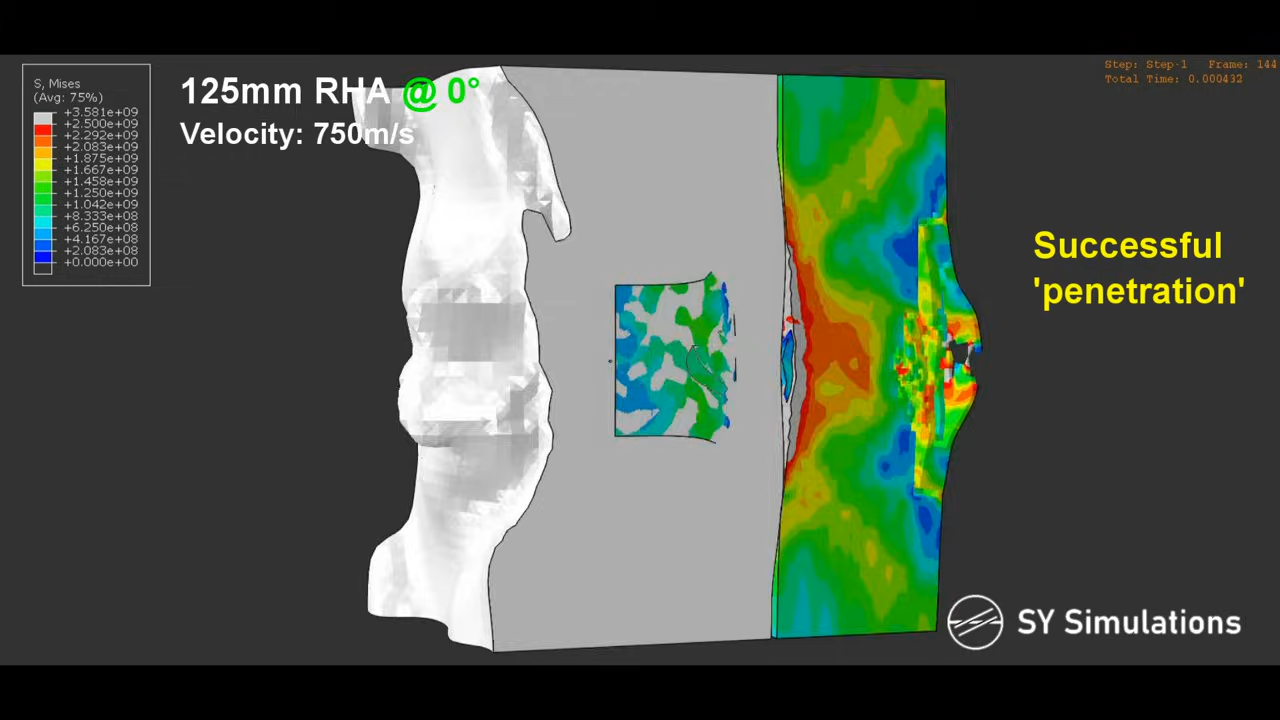 S, Mises
(Avg: 75%)
+3.581e+09
+2.500e+09
+2.292e+09
+2.083e+09
+1.875e+09
+1.667e+09
+1.458e+09
+1.250e+09
+1.042e+09
+8.333e+08
+6.250e+08
+4.167e+08
+2.083e+08
+0.000e+00
125mm RHA @ 0°
Velocity: 750m/s
Step: Step-1 Frame: 144
Total Time: 0.000432
Successful
'penetration'
SY Simulations